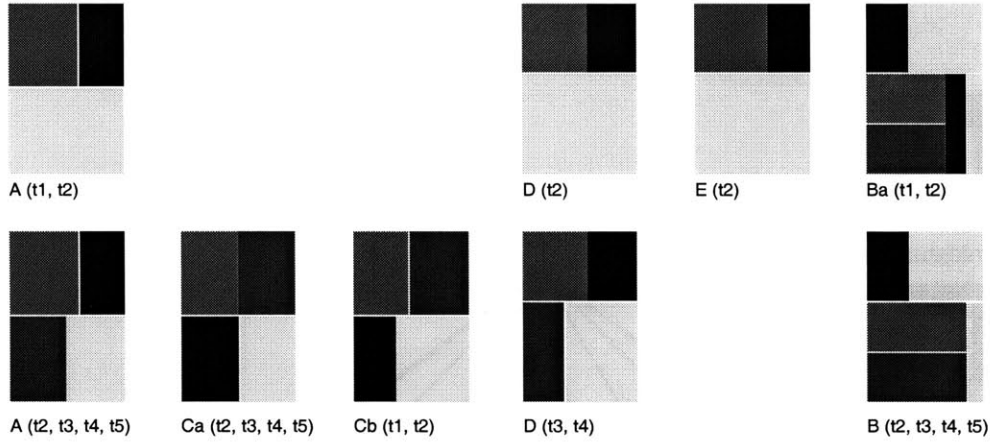 A (t1, t2)
D (t2)
E (t2)
Ba (t1, t2)
A (t2, t3, t4, t5)
Ca (t2, t3, t4, t5)
Cb (t1, t2)
D (t3, t4)
B (t2, t3, t4, t5)